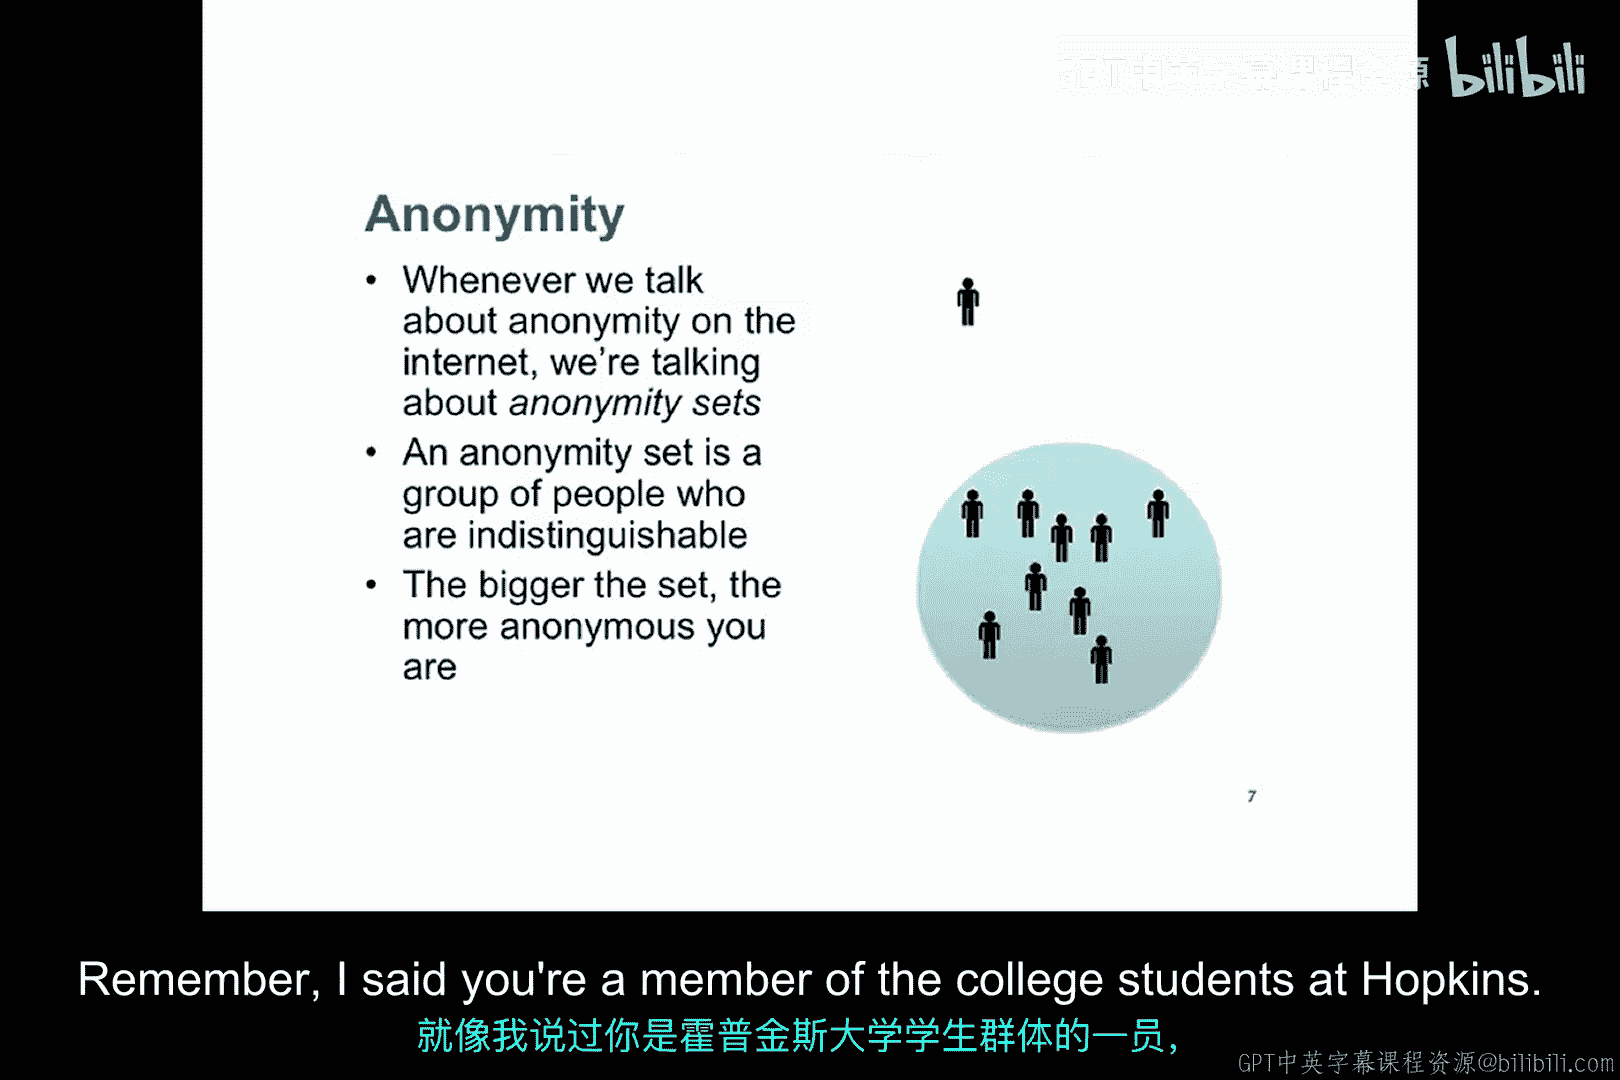 bilibili
Anonymity
• Whenever we talk
about anonymity on the
internet, we're talking
about anonymity sets
• An anonymity set is a
group of people who
are indistinguishable
• The bigger the set, the
more anonymous you
are
7
Remember, I said you're a member of the college students at Hopkins.
就像我说过你是霍普金斯大学学生群体的一员，
GPT中英字幕课程资源@bilibili.com